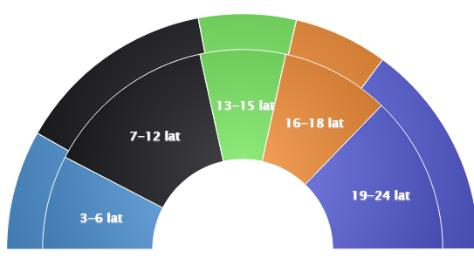 3–6 lat
7–12 lat
13–15 lat
16–18 lat
19–24 lat